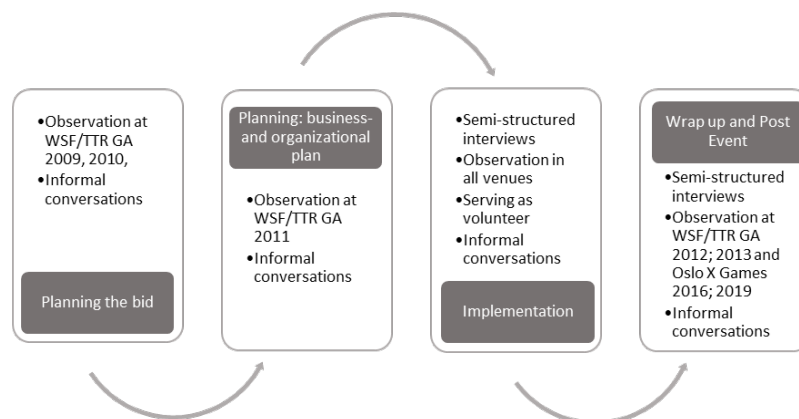 •Observation at
WSF/TTR GA
2009, 2010,
•Informal
conversations
Planning the bid
Planning: business-
and organizational
plan
•Observation at
WSF/TTR GA
2011
•Informal
conversations
•Semi-structured
interviews
•Observation in
all venues
•Serving as
volunteer
•Informal
conversations
Implementation
Wrap up and Post
Event
•Semi-structured
interviews
•Observation at
WSF/TTR GA
2012; 2013 and
Oslo X Games
2016; 2019
•Informal
conversations